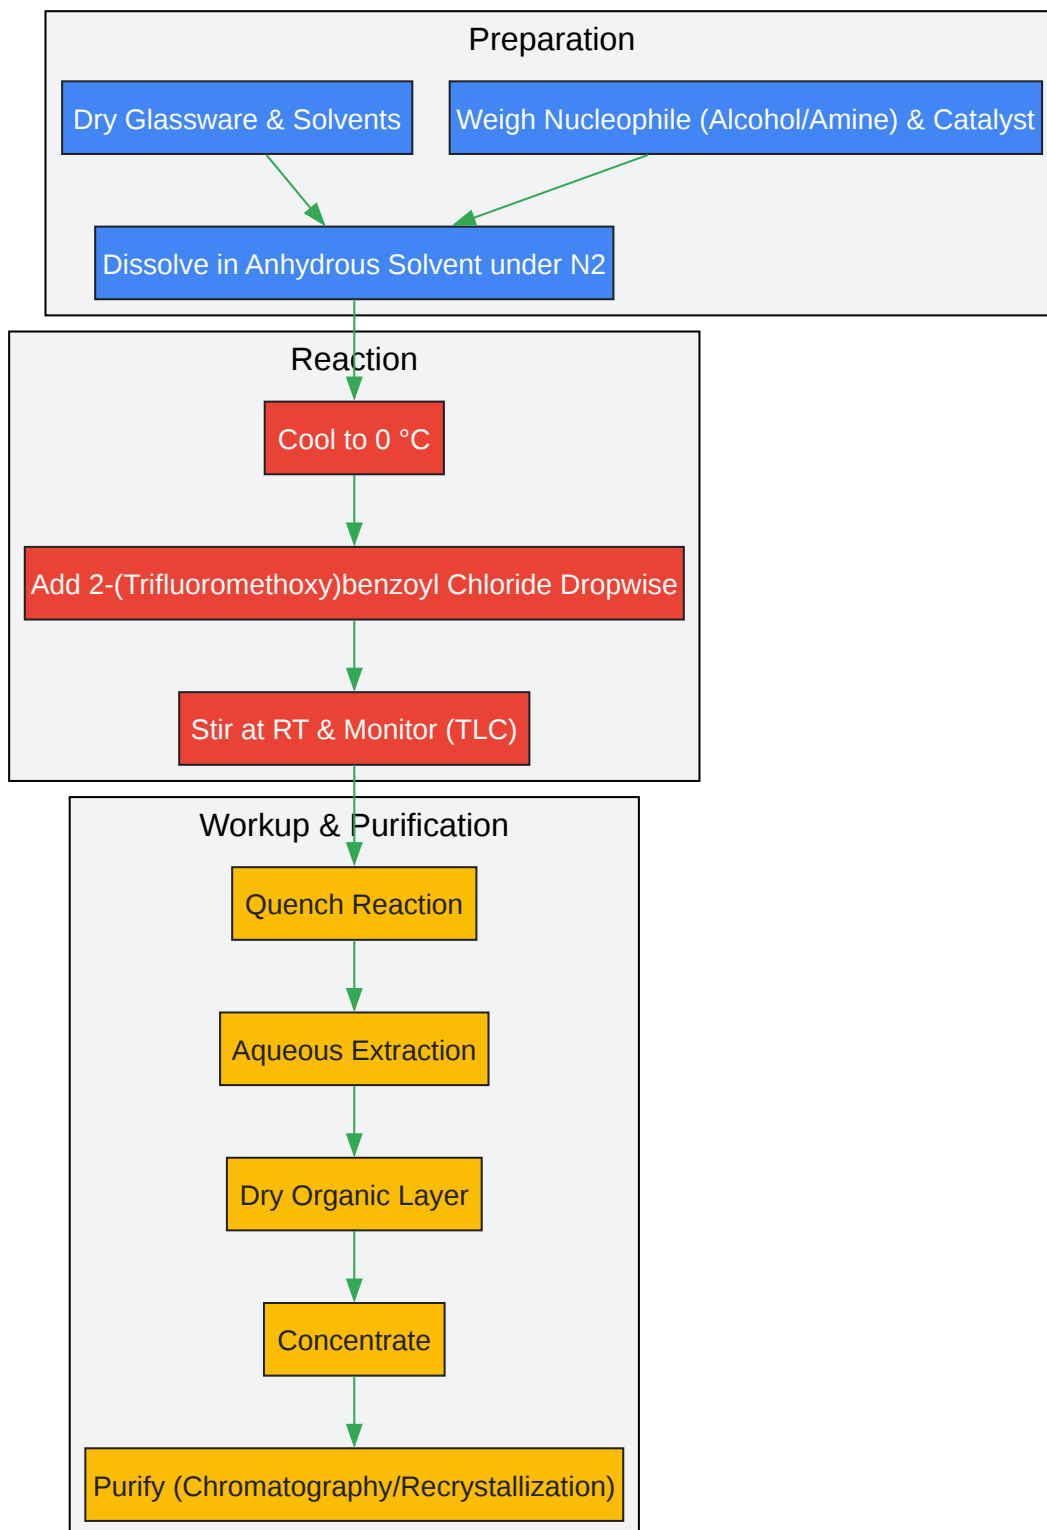 Preparation
Dry Glassware & Solvents
Weigh Nucleophile (Alcohol/Amine) & Catalyst
Dissolve in Anhydrous Solvent under N2
Reaction
Cool to 0 °C
Add 2-(Trifluoromethoxy)benzoyl Chloride Dropwise
Stir at RT & Monitor (TLC)
Workup & Purification
Quench Reaction
Aqueous Extraction
Dry Organic Layer
Concentrate
Purify (Chromatography/Recrystallization)